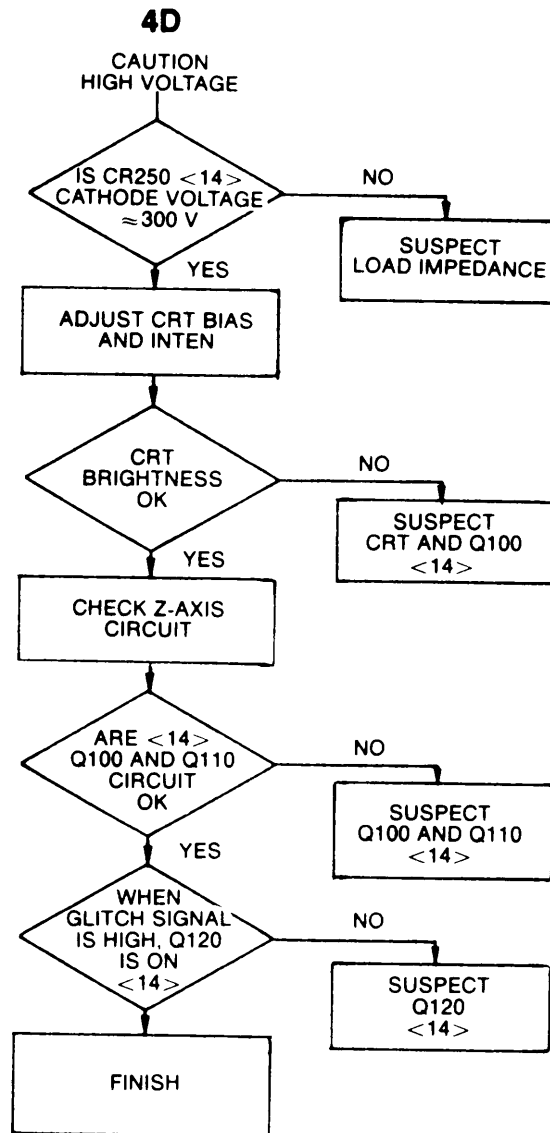 4D
CAUTION
HIGH VOLTAGE
IS CR250 <14>
CATHODE VOLTAGE
≈300 V
NO
SUSPECT
LOAD IMPEDANCE
YES
ADJUST CRT BIAS
AND INTEN
CRT
BRIGHTNESS
OK
NO
SUSPECT
CRT AND Q100
<14>
YES
CHECK Z-AXIS
CIRCUIT
ARE <14>
Q100 AND Q110
CIRCUIT
OK
NO
SUSPECT
Q100 AND Q110
<14>
YES
WHEN
GLITCH SIGNAL
IS HIGH, Q120
IS ON
<14>
NO
SUSPECT
Q120
<14>
FINISH